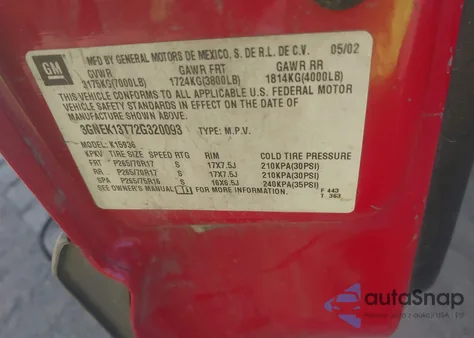 GM
MFD BY GENERAL MOTORS DE MEXICO, S. DE R.L. DE C.V. 05/02
GVWR GAWR FRT GAWR RR
3175KG(7000LB) 1724KG(3800LB) 1814KG(4000LB)
THIS VEHICLE CONFORMS TO ALL APPLICABLE U.S. FEDERAL MOTOR
VEHICLE SAFETY STANDARDS IN EFFECT ON THE DATE OF
MANUFACTURE SHOWN ABOVE.
3GNEK13T72G320093 TYPE: M.P.V.
MODEL: K15936
TIRE SIZE SPEED RTG RIM COLD TIRE PRESSURE
FRT P265/70R17 S 17X7.5J 210KPA(30PSI)
RR P265/70R17 S 17X7.5J 210KPA(30PSI)
SPA P265/75R16 S 16X6.5J 240KPA(35PSI)
SEE OWNER'S MANUAL FOR MORE INFORMATION.
F 443
T 363
autaSnap